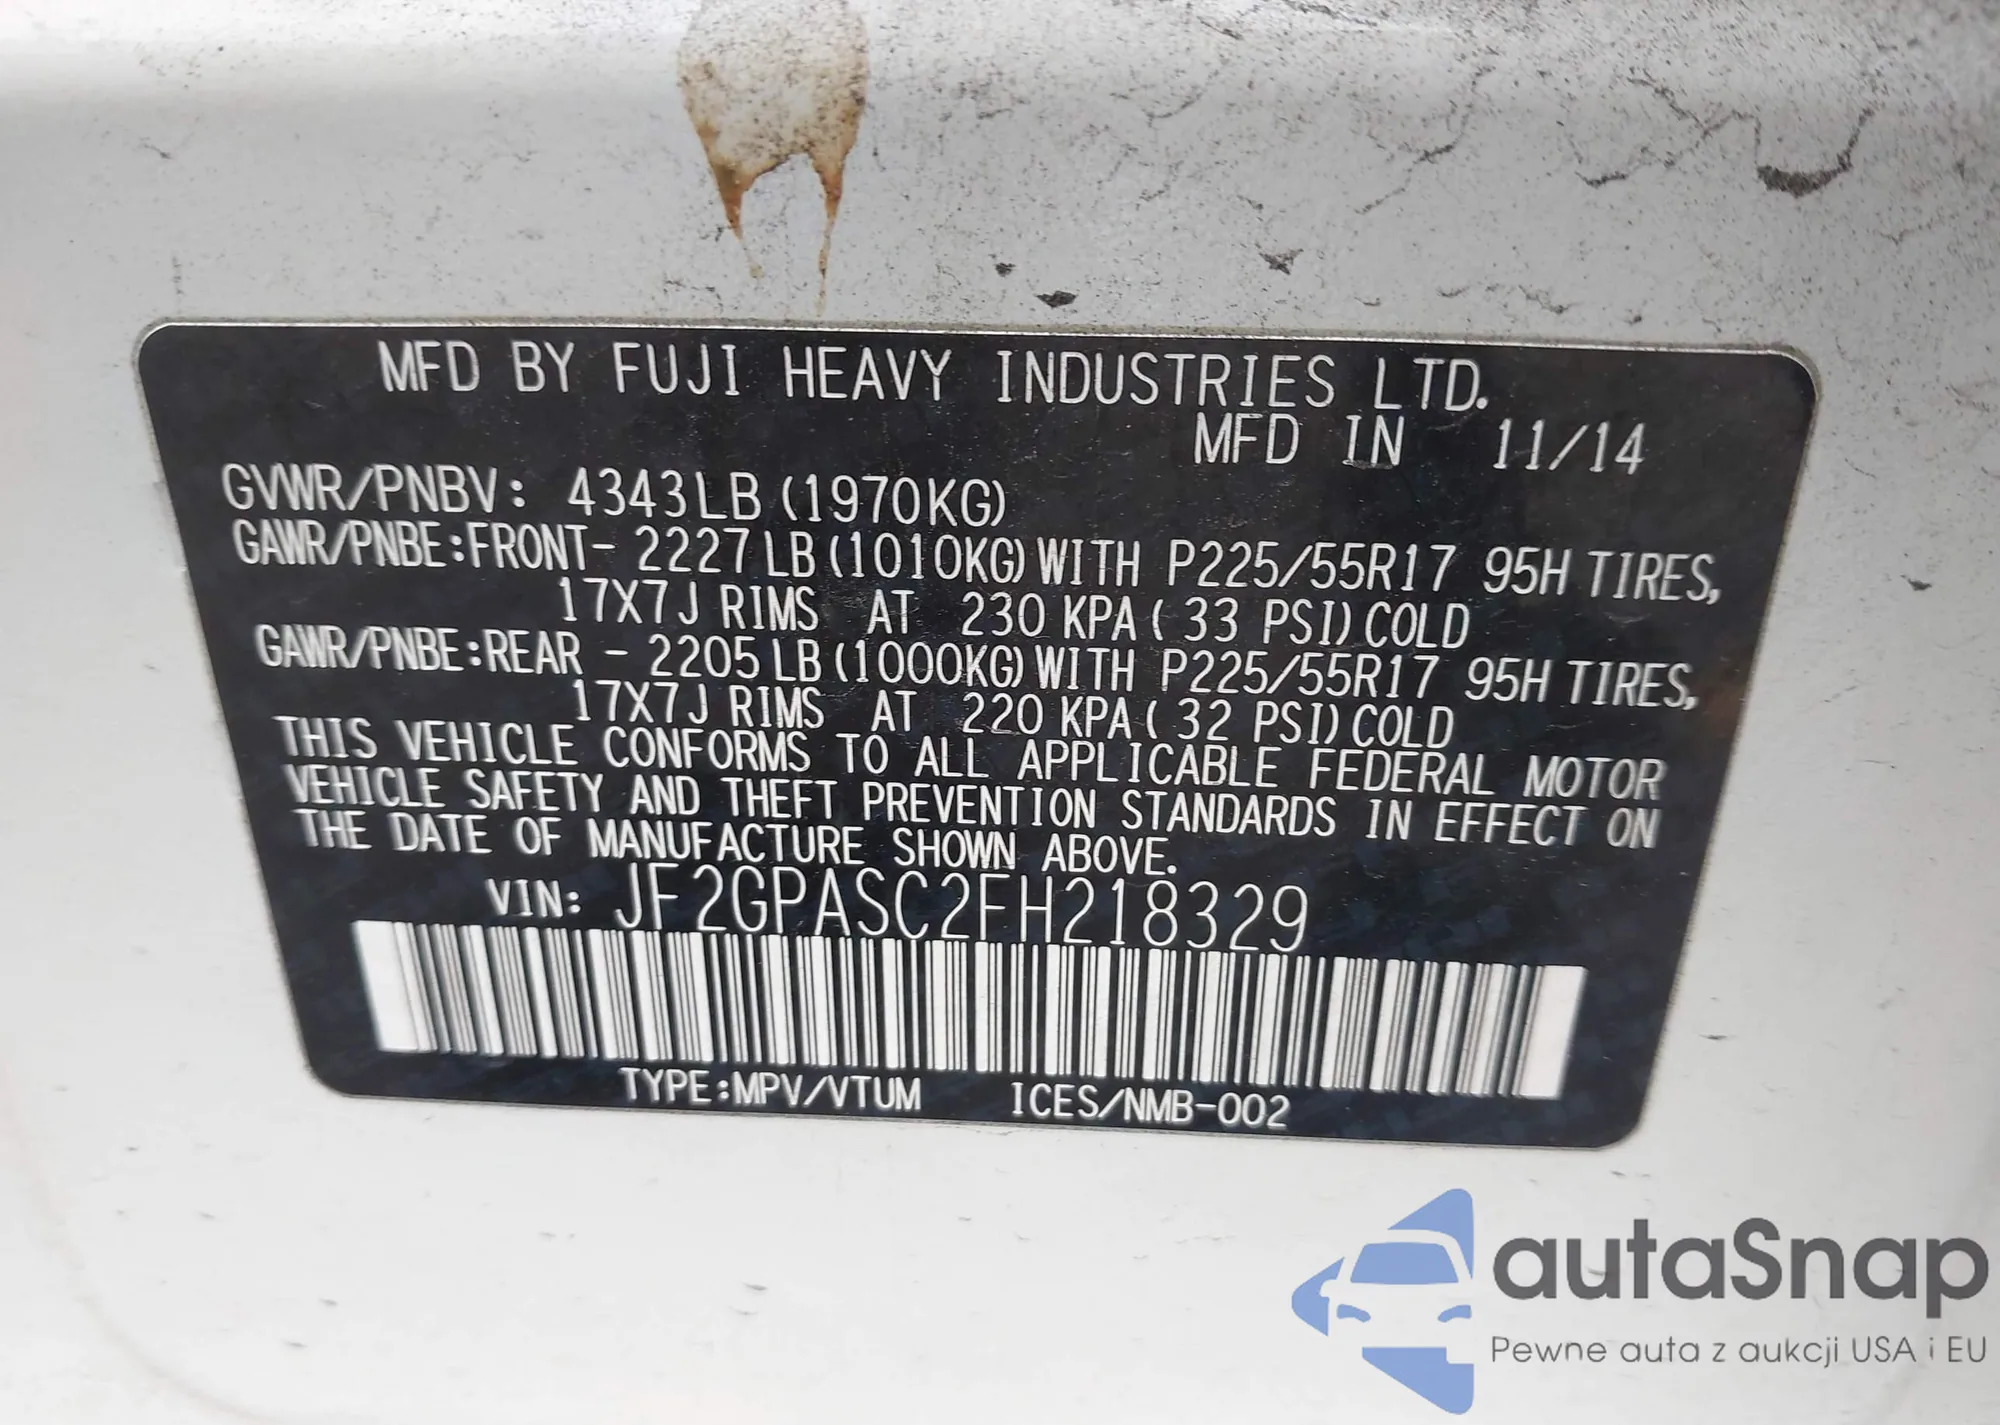 MFD BY FUJI HEAVY INDUSTRIES LTD.
MFD IN 11/14
GVWR/PNBV: 4343LB (1970KG)
GAWR/PNBE:FRONT- 2227LB (1010KG) WITH P225/55R17 95H TIRES,
17X7J RIMS AT 230 KPA ( 33 PSI) COLD
GAWR/PNBE:REAR - 2205LB (1000KG) WITH P225/55R17 95H TIRES,
17X7J RIMS AT 220 KPA ( 32 PSI) COLD
THIS VEHICLE CONFORMS TO ALL APPLICABLE FEDERAL MOTOR
VEHICLE SAFETY AND THEFT PREVENTION STANDARDS IN EFFECT ON
THE DATE OF MANUFACTURE SHOWN ABOVE.
VIN: JF2GPASC2FH218329
TYPE:MPV/VTUM ICES/NMB-002
autaSnap
Pewne auta z aukcji USA i EU